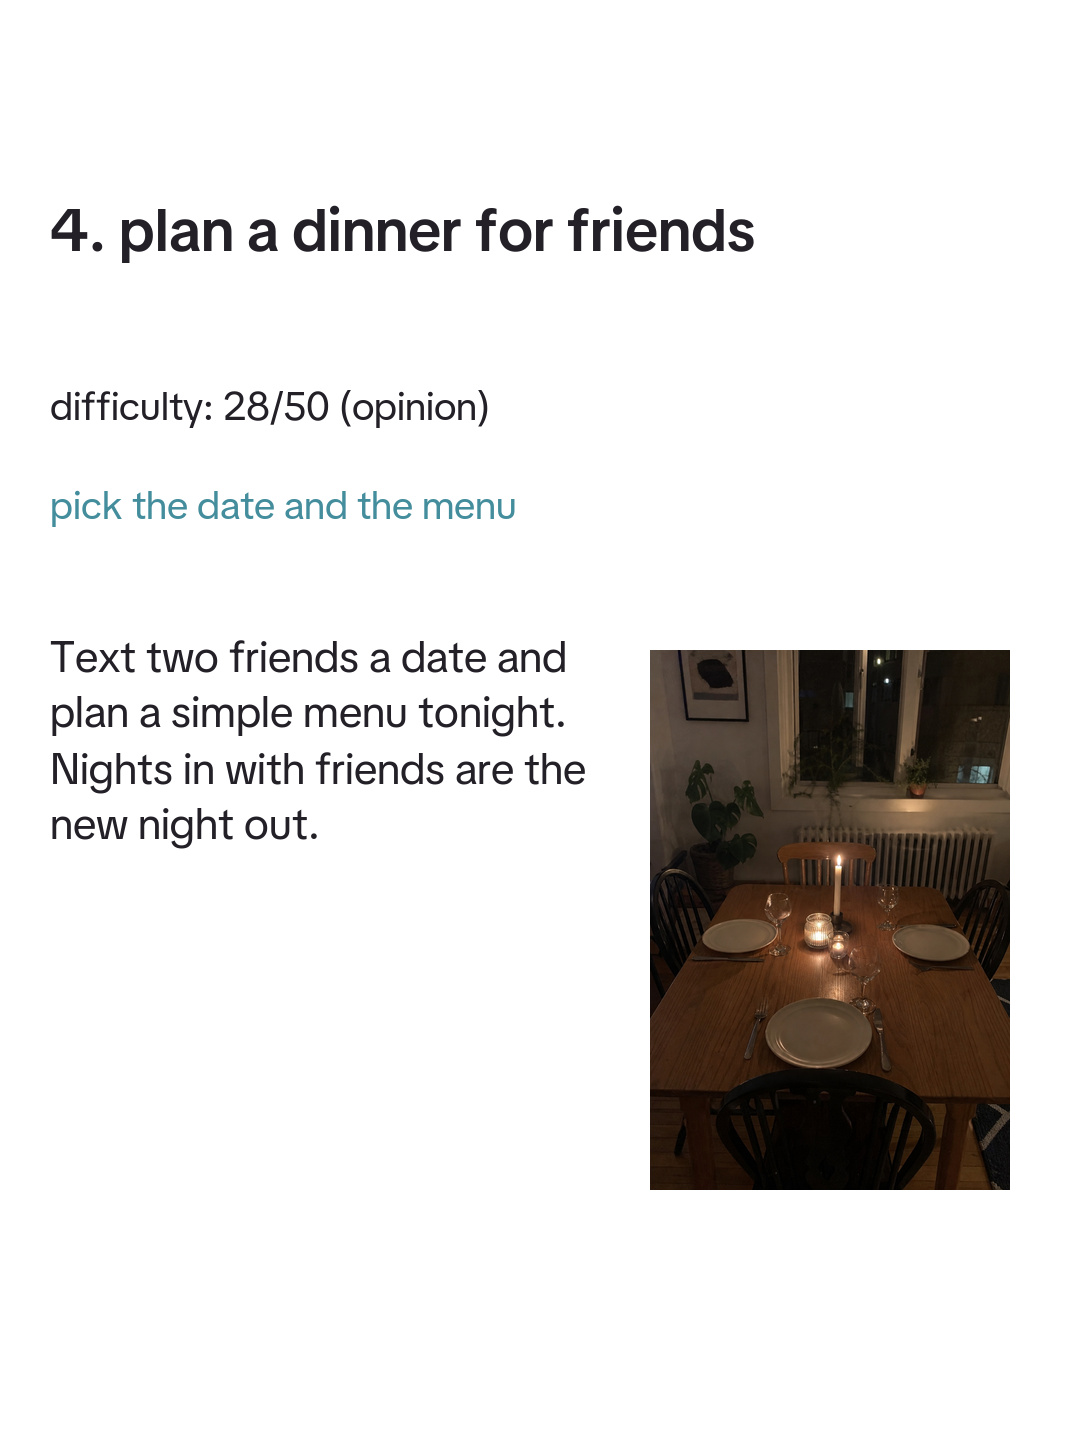 4. plan a dinner for friends
difficulty: 28/50 (opinion)
pick the date and the menu
Text two friends a date and
plan a simple menu tonight.
Nights in with friends are the
new night out.